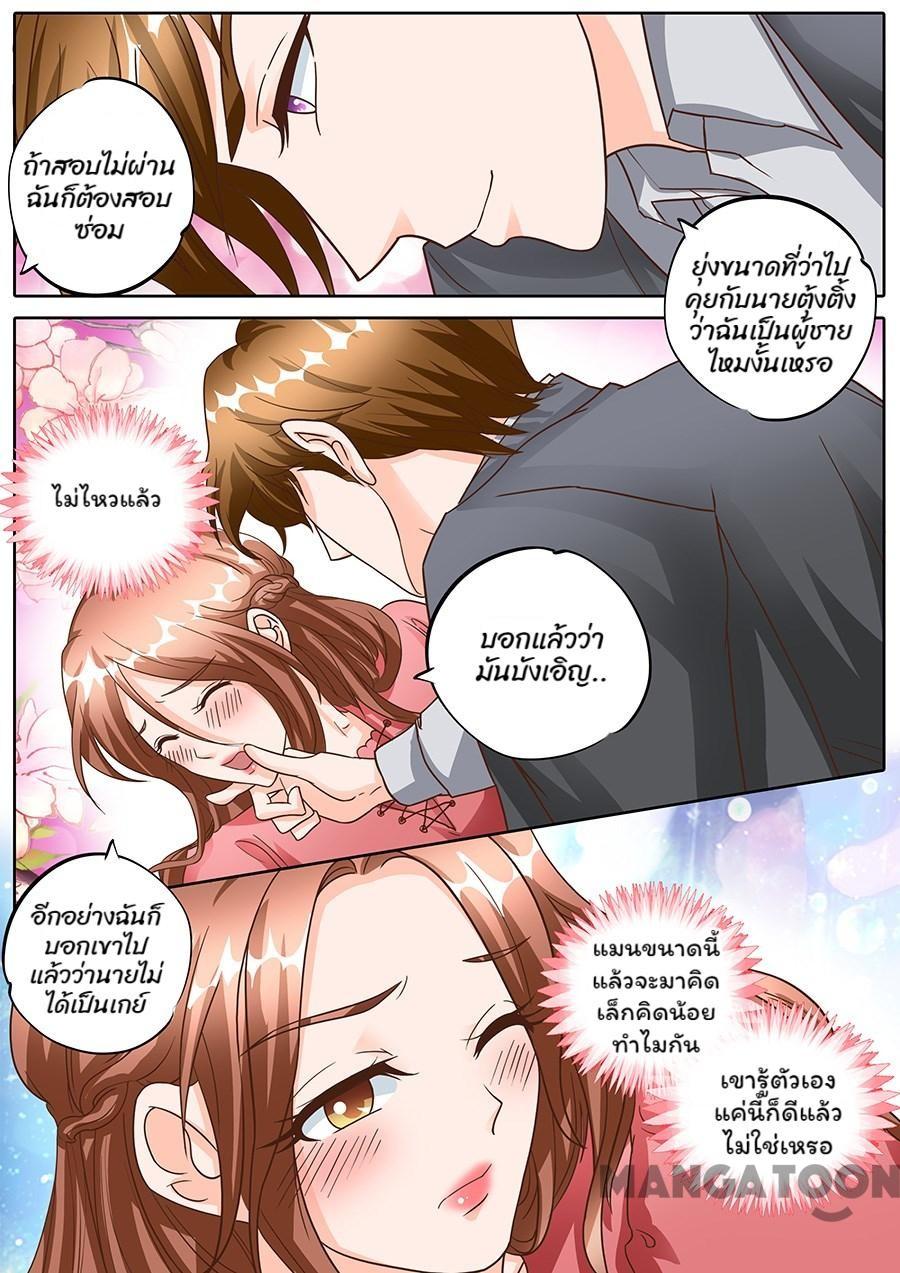 ถ้าสอบไม่ผ่าน
ฉันก็ต้องสอบ
ซ่อม
ยุ่งขนาดที่ว่าไป
คุยกับนายตุ้งติ้ง
ว่าฉันเป็นผู้ชาย
ไหมงั้นเหรอ
ไม่ไหวแล้ว
บอกแล้วว่า
มันบังเอิญ..
อีกอย่างฉันก็
บอกเขาไป
แล้วว่านายไม่
ได้เป็นเกย์
แมนขนาดนี้
แล้วจะมาคิด
เล็กคิดน้อย
ทำไมกัน
เขารู้ตัวเอง
แค่นี้ก็ดีแล้ว
ไม่ใช่เหรอ
MANGATOON